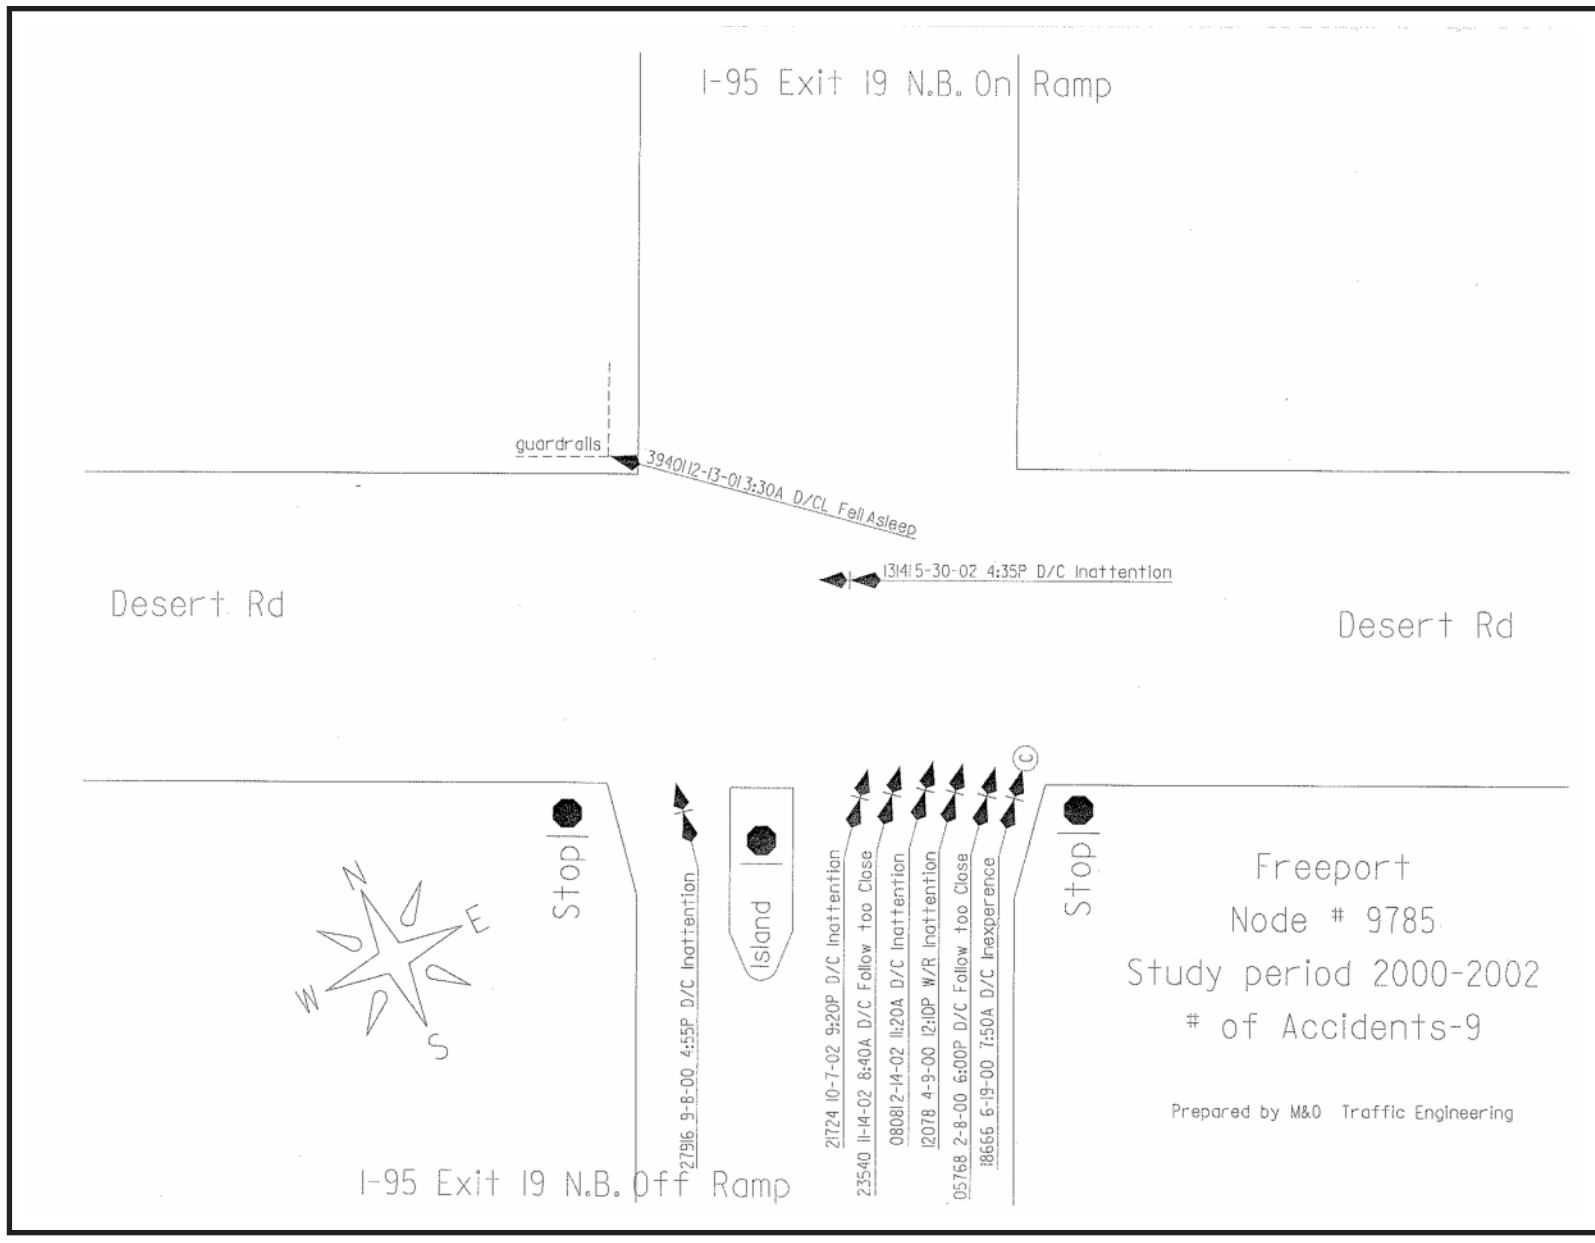 I-95 Exit 19 N.B. On Ramp
guardrails
39401 12-13-01 3:30A D/CL Fell Asleep
13141 5-30-02 4:35P D/C Inattention
Desert Rd
Desert Rd
C
Stop
Island
Stop
N
E
W
S
27916 9-8-00 4:55P D/C Inattention
21724 10-7-02 9:20P D/C Inattention
23540 11-14-02 8:40A D/C Follow too Close
08081 2-14-02 11:20A D/C Inattention
12078 4-9-00 12:10P W/R Inattention
05768 2-8-00 6:00P D/C Follow too Close
18666 6-19-00 7:50A D/C Inexperence
Freeport
Node # 9785
Study period 2000-2002
# of Accidents-9
Prepared by M&O Traffic Engineering
I-95 Exit 19 N.B. Off Ramp